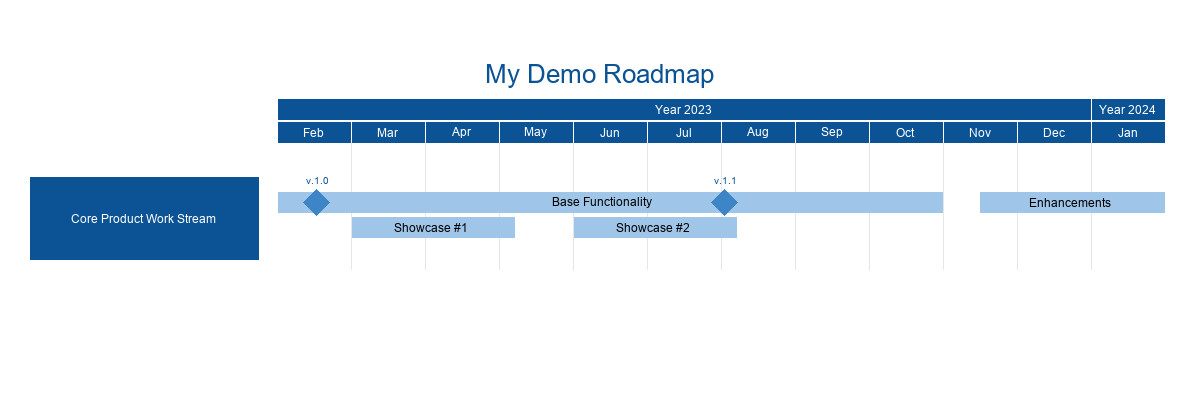 My Demo Roadmap
Year 2023 Year 2024
Feb Mar Apr May Jun Jul Aug Sep Oct Nov Dec Jan
v.1.0 v.1.1
Base Functionality Enhancements
Core Product Work Stream
Showcase #1 Showcase #2